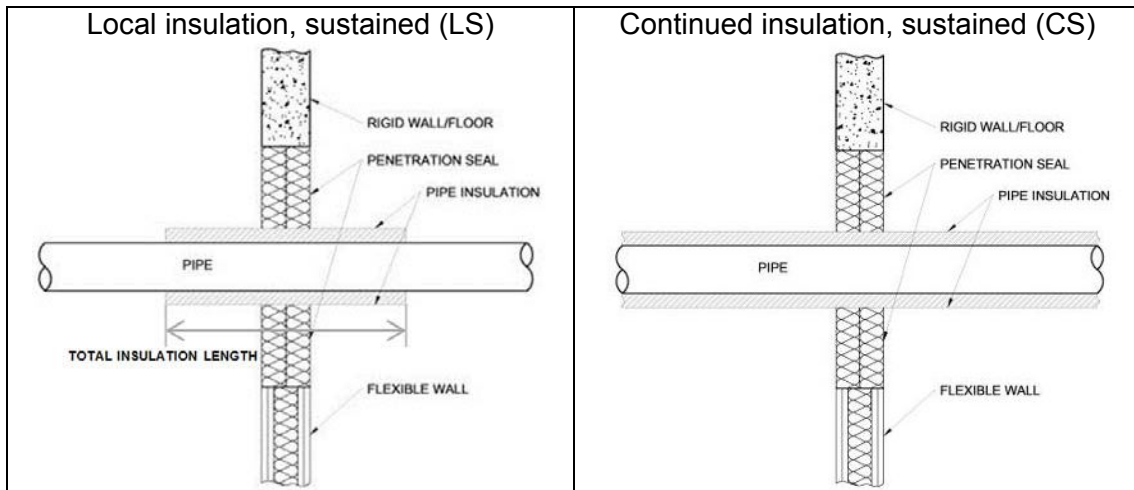 Local insulation, sustained (LS)
RIGID WALL/FLOOR
PENETRATION SEAL
PIPE INSULATION
PIPE
TOTAL INSULATION LENGTH
FLEXIBLE WALL
Continued insulation, sustained (CS)
RIGID WALL/FLOOR
PENETRATION SEAL
PIPE INSULATION
PIPE
FLEXIBLE WALL